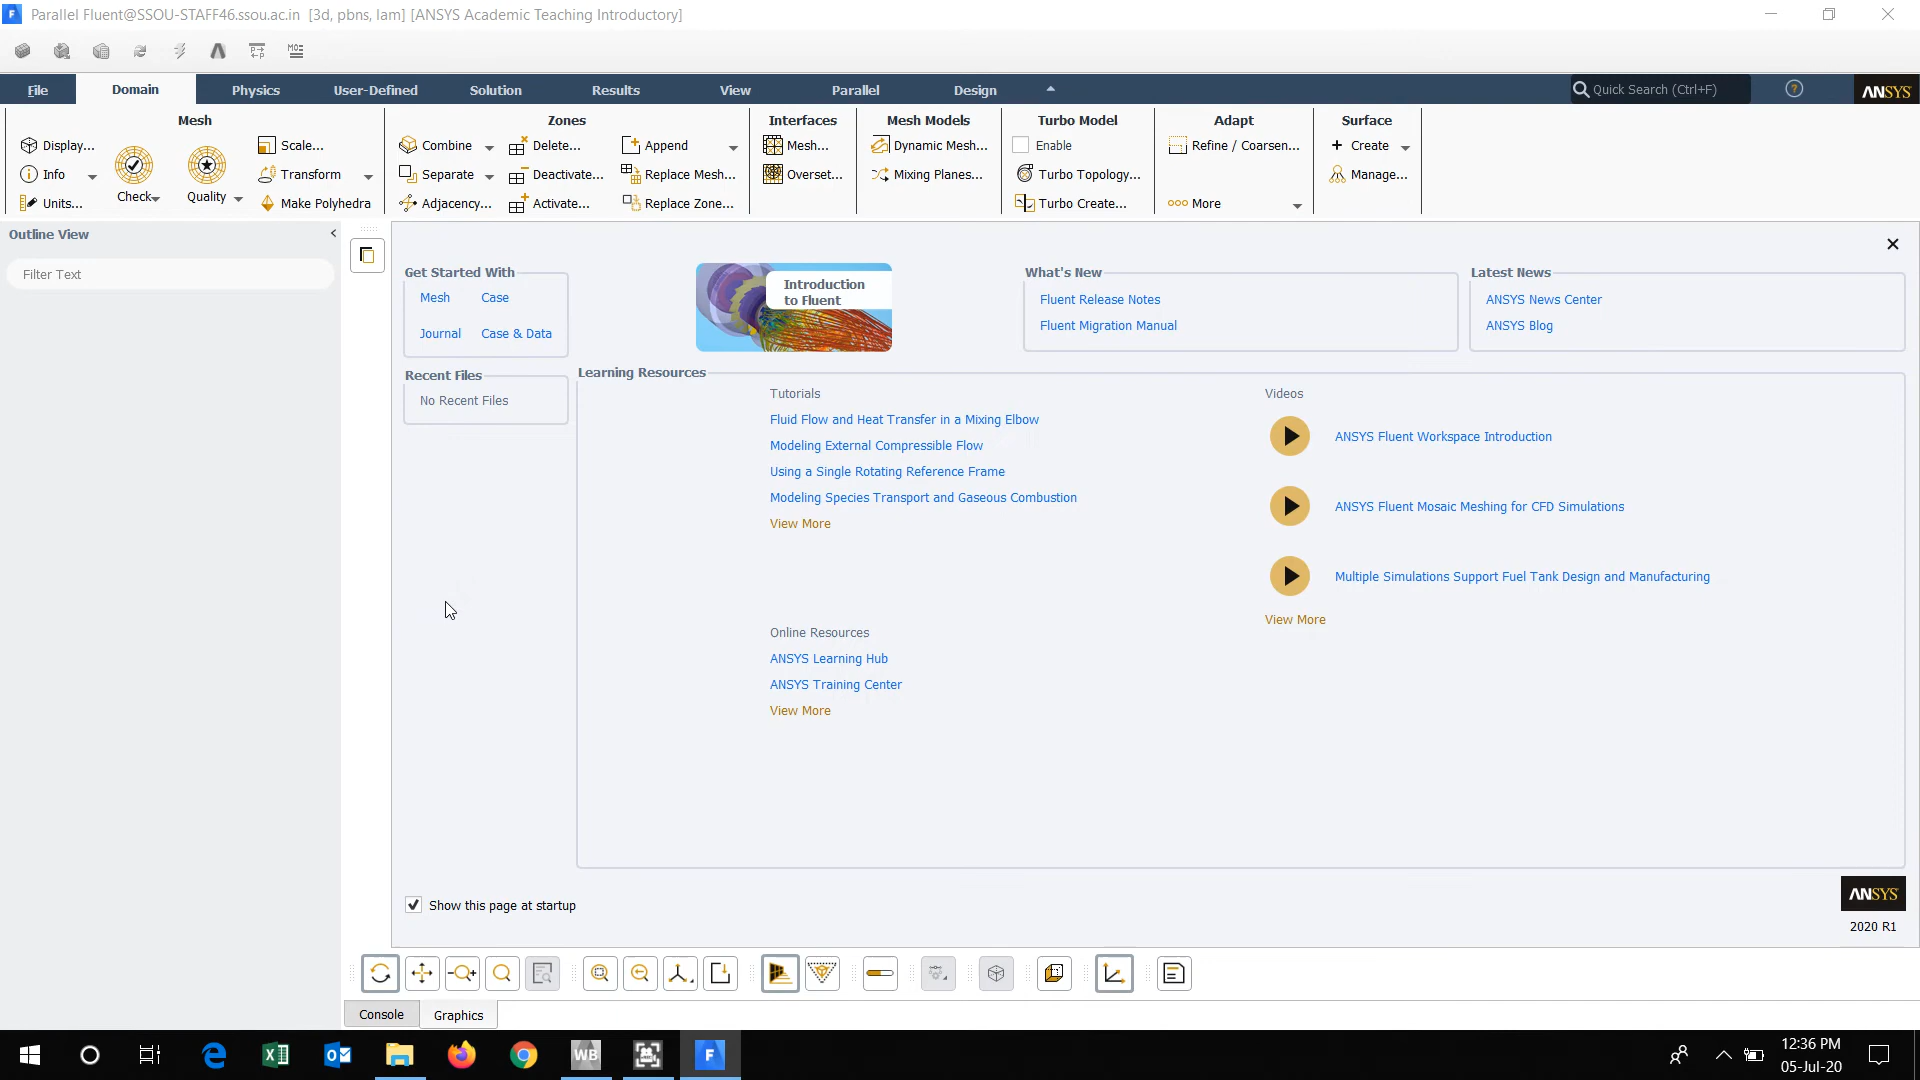 Parallel Fluent@SSOU-STAFF46.ssou.ac.in [3d, pbns, lam] [ANSYS Academic Teaching Introductory]
File Domain Physics User-Defined Solution Results View Parallel Design Quick Search (Ctrl+F) ? ANSYS
Mesh Zones Interfaces Mesh Models Turbo Model Adapt Surface
Display... Scale... Combine Delete... Append Mesh... Dynamic Mesh... Enable Refine / Coarsen... + Create
Info Transform Separate Deactivate... Replace Mesh... Overset... Mixing Planes... Turbo Topology... Manage...
Check Quality
Units... Make Polyhedra Adjacency... Activate... Replace Zone... Turbo Create... More
Outline View
Filter Text
Get Started With
Mesh Case
Journal Case & Data
Introduction
to Fluent
What's New
Fluent Release Notes
Fluent Migration Manual
Latest News
ANSYS News Center
ANSYS Blog
Recent Files
No Recent Files
Learning Resources
Tutorials
Fluid Flow and Heat Transfer in a Mixing Elbow
Modeling External Compressible Flow
Using a Single Rotating Reference Frame
Modeling Species Transport and Gaseous Combustion
View More
Videos
ANSYS Fluent Workspace Introduction
ANSYS Fluent Mosaic Meshing for CFD Simulations
Multiple Simulations Support Fuel Tank Design and Manufacturing
View More
Online Resources
ANSYS Learning Hub
ANSYS Training Center
View More
Show this page at startup
ANSYS
2020 R1
Console Graphics
WB F
12:36 PM
05-Jul-20